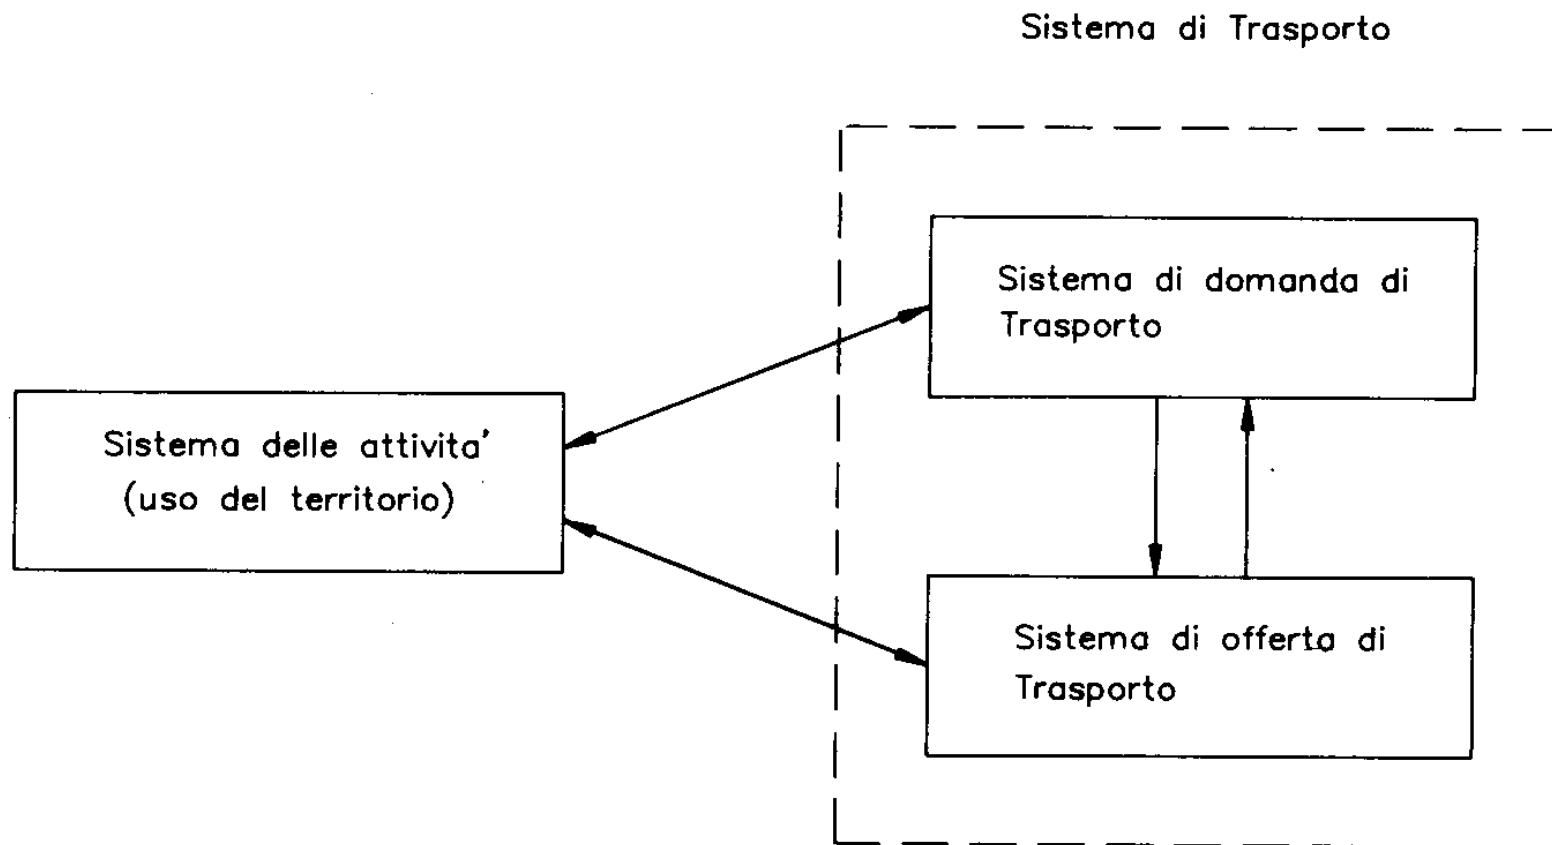 Sistema di Trasporto
Sistema di domanda di
Trasporto
Sistema delle attivita'
(uso del territorio)
Sistema di offerta di
Trasporto